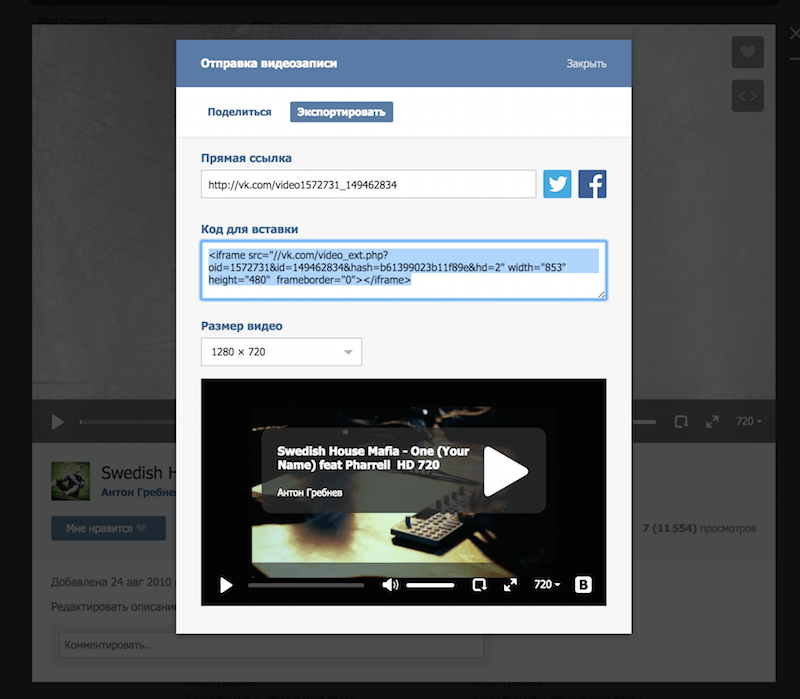 Моя Страница
Отправка видеозаписи
Закрыть
Поделиться
Экспортировать
Прямая ссылка
http://vk.com/video1572731_149462834
Код для вставки
<iframe src="//vk.com/video_ext.php?
oid=1572731&id=149462834&hash=b61399023b11f89e&hd=2" width="853"
height="480"  frameborder="0"></iframe>
Размер видео
1280 × 720
Swedish House Mafia - One (Your
Name) feat Pharrell  HD 720
Антон Гребнев
720
B
720
Swedish H
Антон Гребне
Мне нравится
7 (11 554) просмотров
Добавлена 24 авг 2010
Редактировать описани
Комментировать..